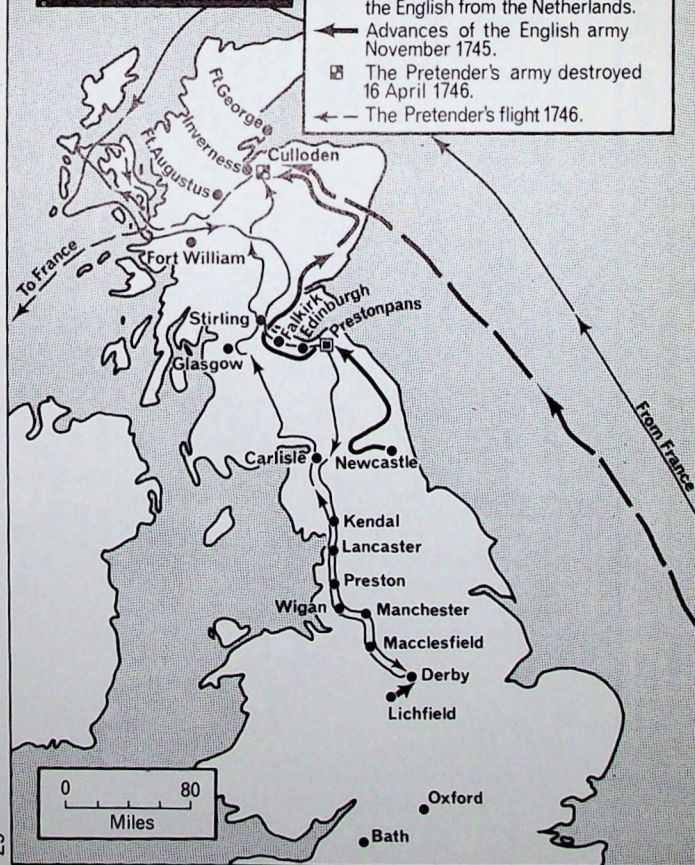 the English from the Netherlands.
Advances of the English army
November 1745.
The Pretender's army destroyed
16 April 1746.
The Pretender's flight 1746.
Ft.George
Inverness
Culloden
Ft.Augustus
To France
Fort William
Stirling
Falkirk
Edinburgh
Prestonpans
Glasgow
From France
Carlisle
Newcastle
Kendal
Lancaster
Preston
Wigan
Manchester
Macclesfield
Derby
Lichfield
0 80
Miles
Oxford
Bath